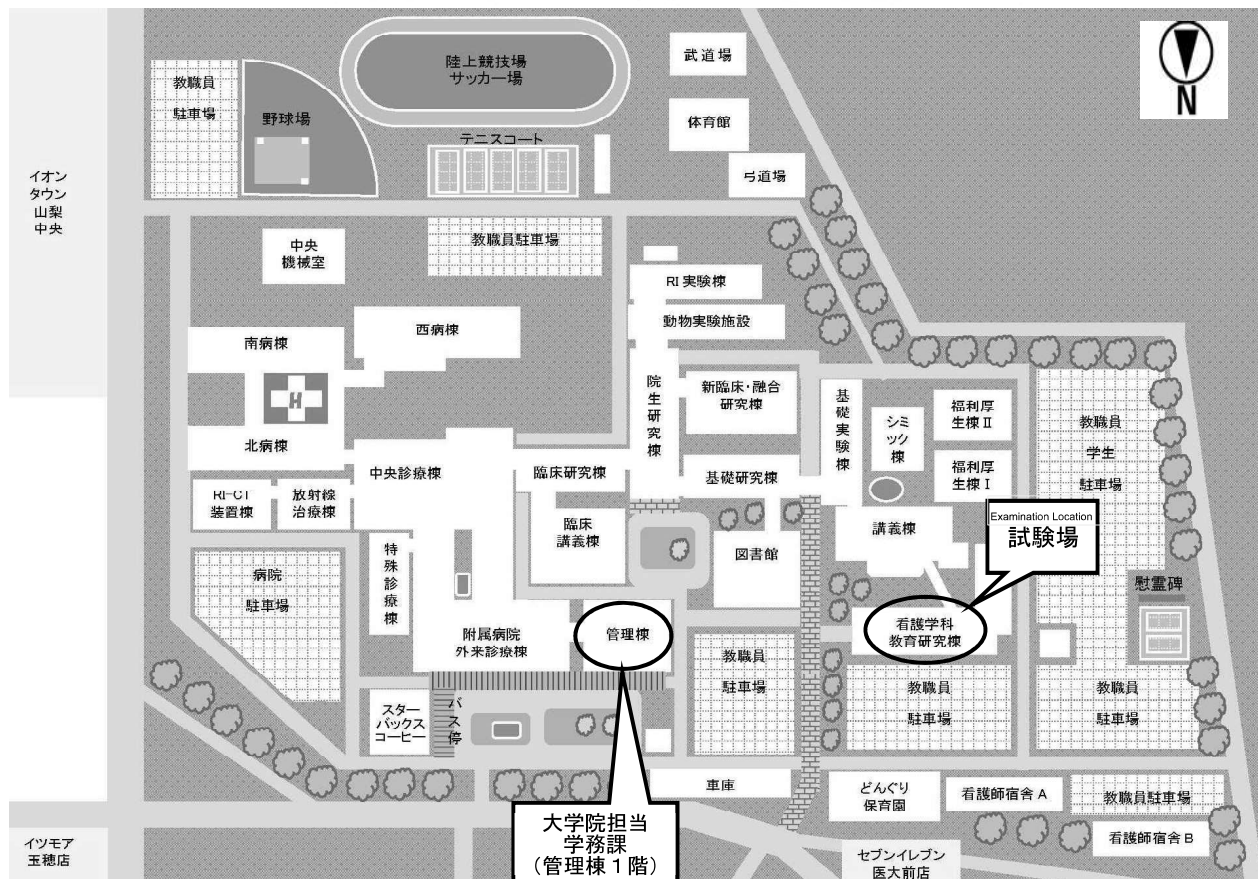 陸上競技場
サッカー場
武道場
N
教職員
駐車場
野球場
体育館
テニスコート
弓道場
イオン
タウン
山梨
中央
中央
機械室
教職員駐車場
RI 実験棟
動物実験施設
西病棟
南病棟
H
院生研究棟
新臨床・融合
研究棟
基礎実験棟
シミック棟
福利厚
生棟Ⅱ
教職員
学生
駐車場
北病棟
中央診療棟
臨床研究棟
基礎研究棟
福利厚
生棟Ⅰ
RI-CT
装置棟
放射線
治療棟
臨床
講義棟
講義棟
Examination Location
試験場
特殊診療棟
図書館
病院
駐車場
慰霊碑
附属病院
外来診療棟
管理棟
看護学科
教育研究棟
教職員
駐車場
教職員
駐車場
教職員
駐車場
スター
バックス
コーヒー
バス停
車庫
どんぐり
保育園
看護師宿舎A
教職員駐車場
看護師宿舎B
大学院担当
学務課
(管理棟1階)
イツモア
玉穂店
セブンイレブン
医大前店